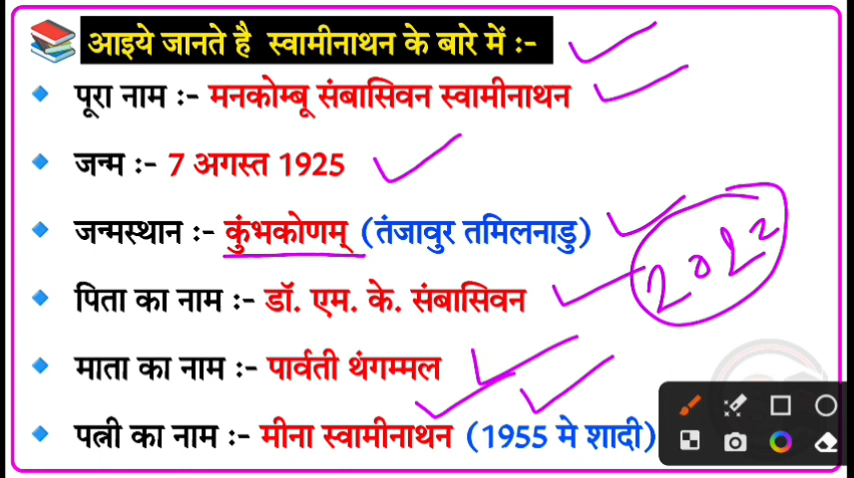 आइये जानते है स्वामीनाथन के बारे में :-
पूरा नाम :- मनकोम्बू संबासिवन स्वामीनाथन
जन्म :- 7 अगस्त 1925
जन्मस्थान :- कुंभकोणम् (तंजावुर तमिलनाडु)
2022
पिता का नाम :- डॉ. एम. के. संबासिवन
माता का नाम :- पार्वती थंगम्मल
पत्नी का नाम :- मीना स्वामीनाथन (1955 मे शादी)